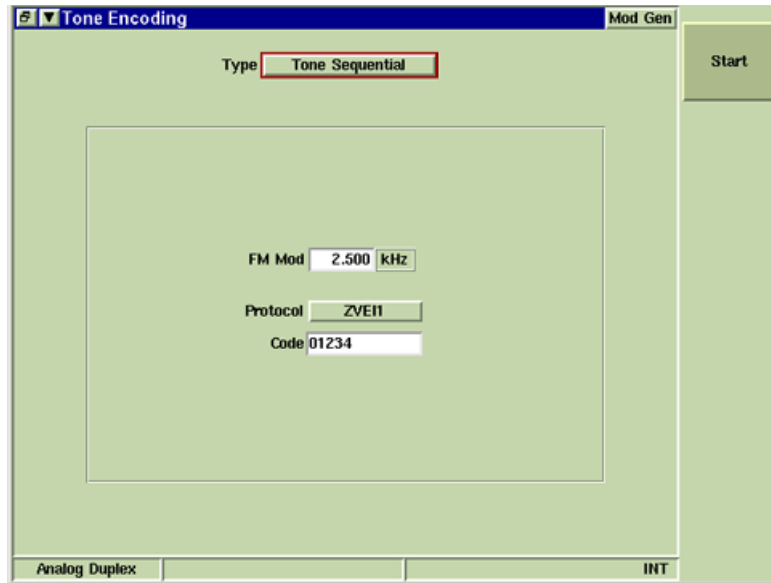 Tone Encoding Mod Gen
Type Tone Sequential
Start
FM Mod 2.500 kHz
Protocol ZVEI1
Code 01234
Analog Duplex INT